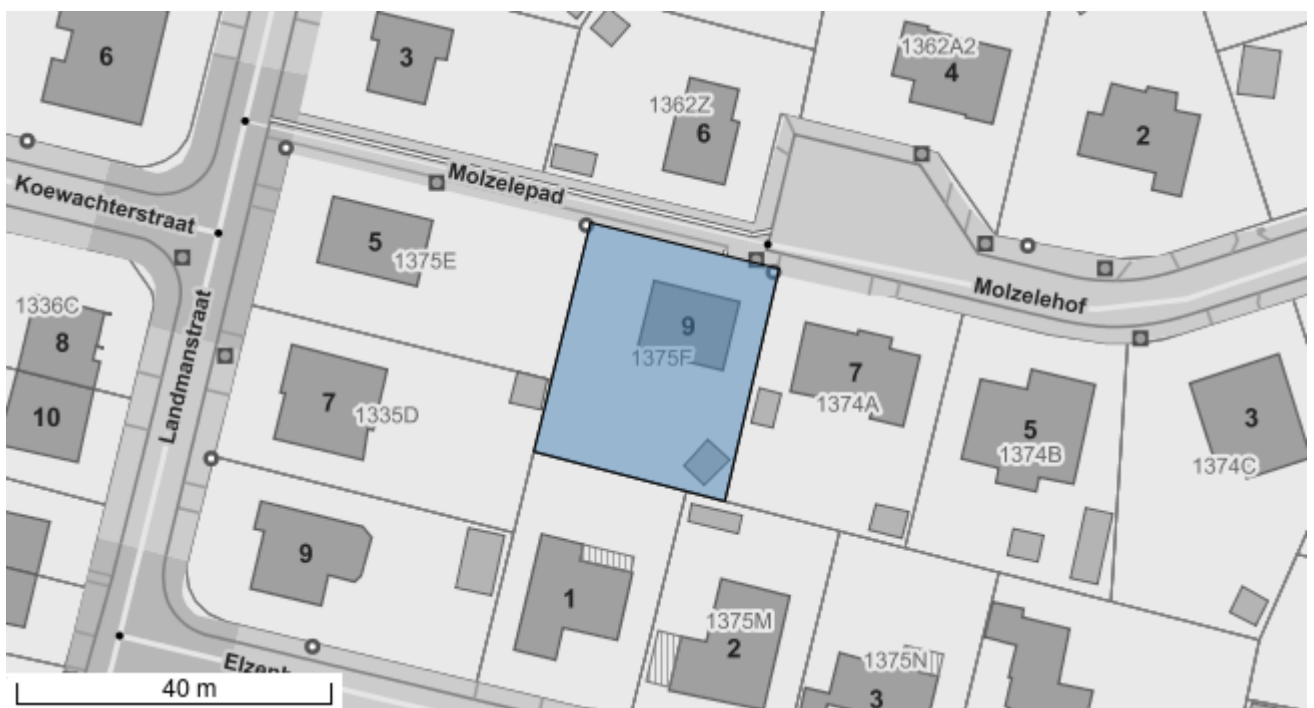 6
3
1362A2
4
1362Z
6
2
Molzelepad
Koewachterstraat
5
1375E
Molzelehof
1336C
8
9
1375F
7
1374A
Landmanstraat
7
1335D
10
3
5
1374B
1374C
9
1
1375M
2
1375N
3
40 m